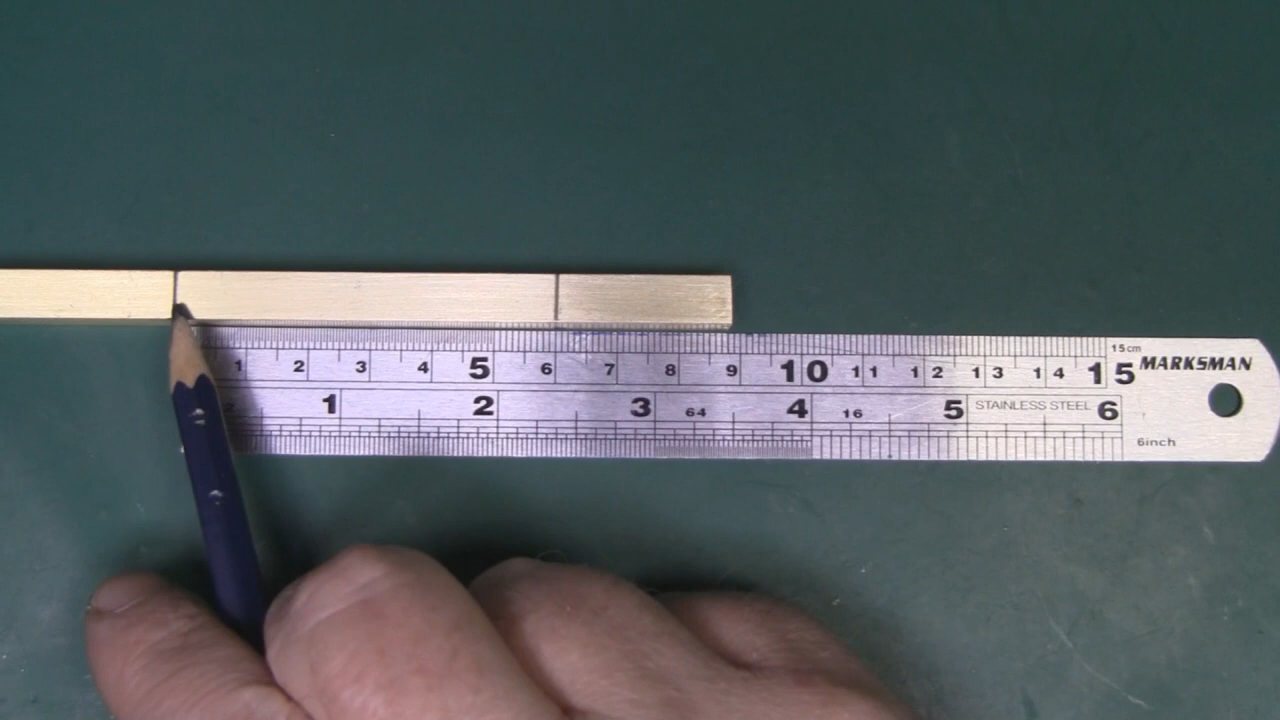 15cm
1 2 3 4 5 6 7 8 9 10 11 12 13 14 15 MARKSMAN
1 2 3 64 4 16 5 STAINLESS STEEL 6
6inch